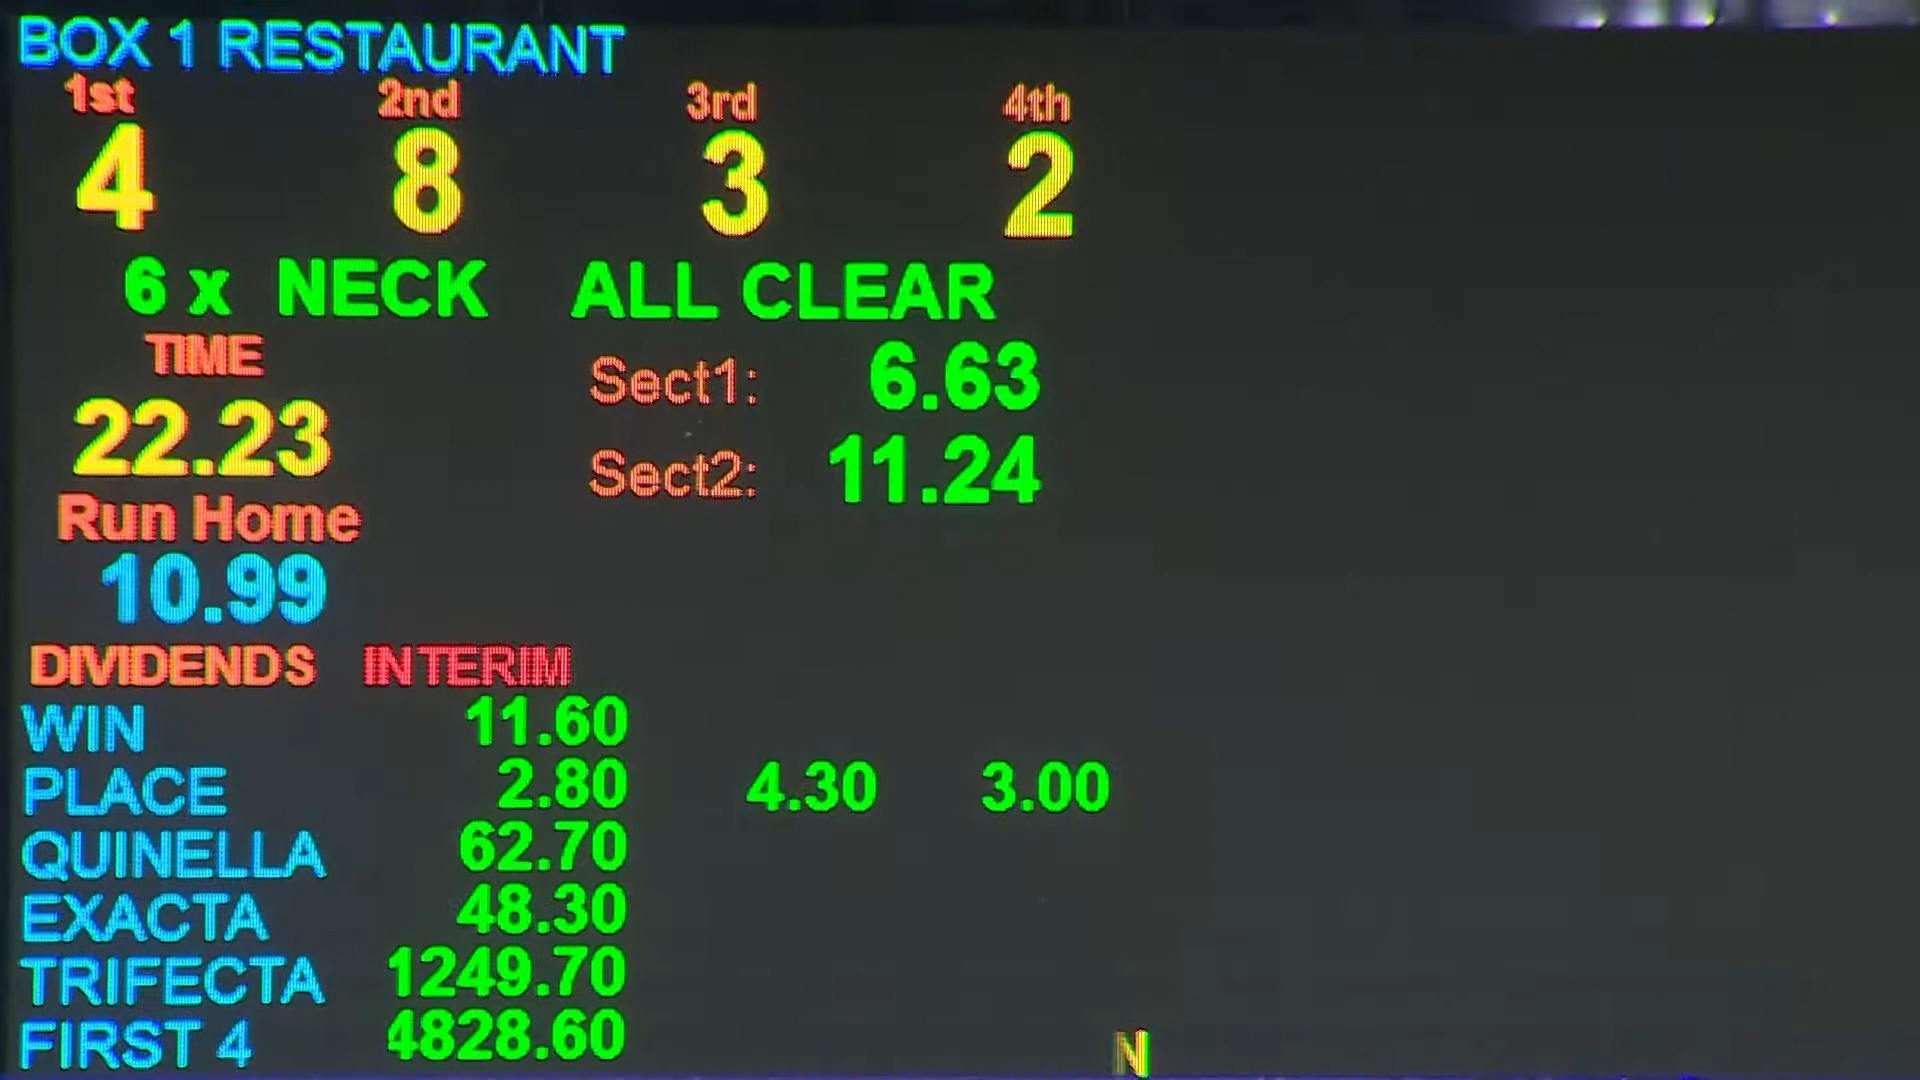 BOX 1 RESTAURANT
1st 2nd 3rd 4th
4 8 3 2
6 x NECK ALL CLEAR
TIME
Sect1: 6.63
22.23
Sect2: 11.24
Run Home
10.99
DIVIDENDS INTERIM
WIN 11.60
PLACE 2.80 4.30 3.00
QUINELLA 62.70
EXACTA 48.30
TRIFECTA 1249.70
FIRST 4 4828.60
N